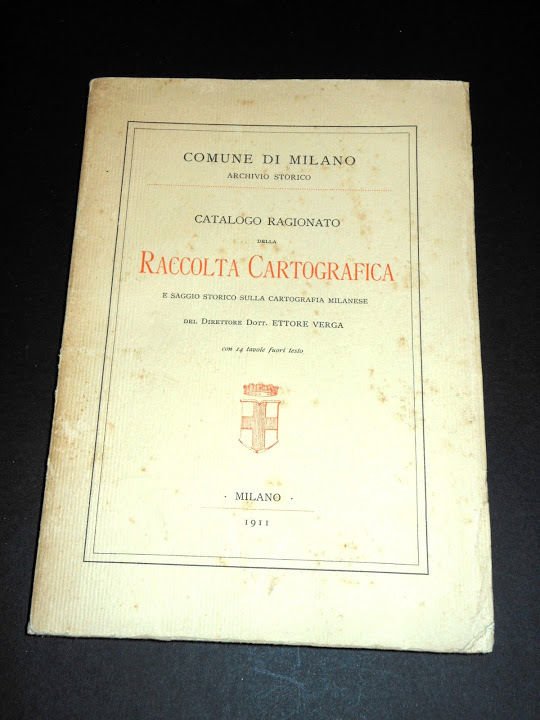 COMUNE DI MILANO
ARCHIVIO STORICO
CATALOGO RAGIONATO
DELLA
RACCOLTA CARTOGRAFICA
E SAGGIO STORICO SULLA CARTOGRAFIA MILANESE
DEL DIRETTORE DOTT. ETTORE VERGA
con 14 tavole fuori testo
· MILANO ·
1911